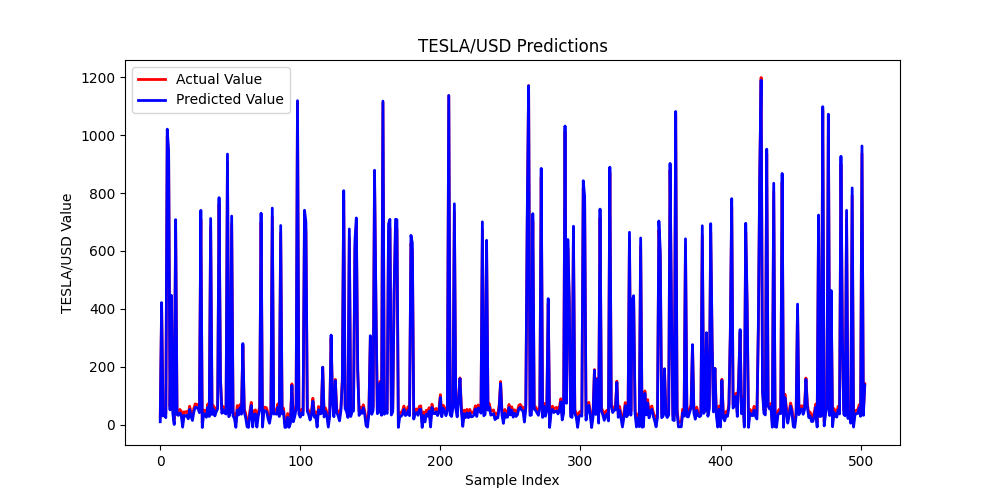 TESLA/USD Predictions
Actual Value
Predicted Value
TESLA/USD Value
1200
1000
800
600
400
200
0
0 100 200 300 400 500
Sample Index